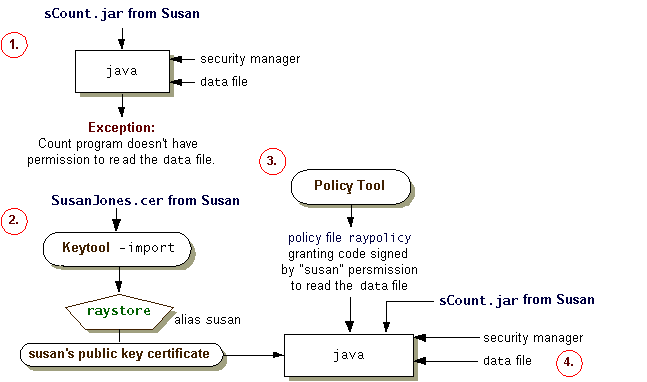 sCount.jar from Susan
1.
java
security manager
data file
Exception:
Count program doesn't have
permission to read the data file.
2.
SusanJones.cer from Susan
Keytool -import
raystore
alias susan
susan's public key certificate
3.
Policy Tool
policy file raypolicy
granting code signed
by "susan" persmission
to read the data file
sCount.jar from Susan
java
security manager
data file
4.